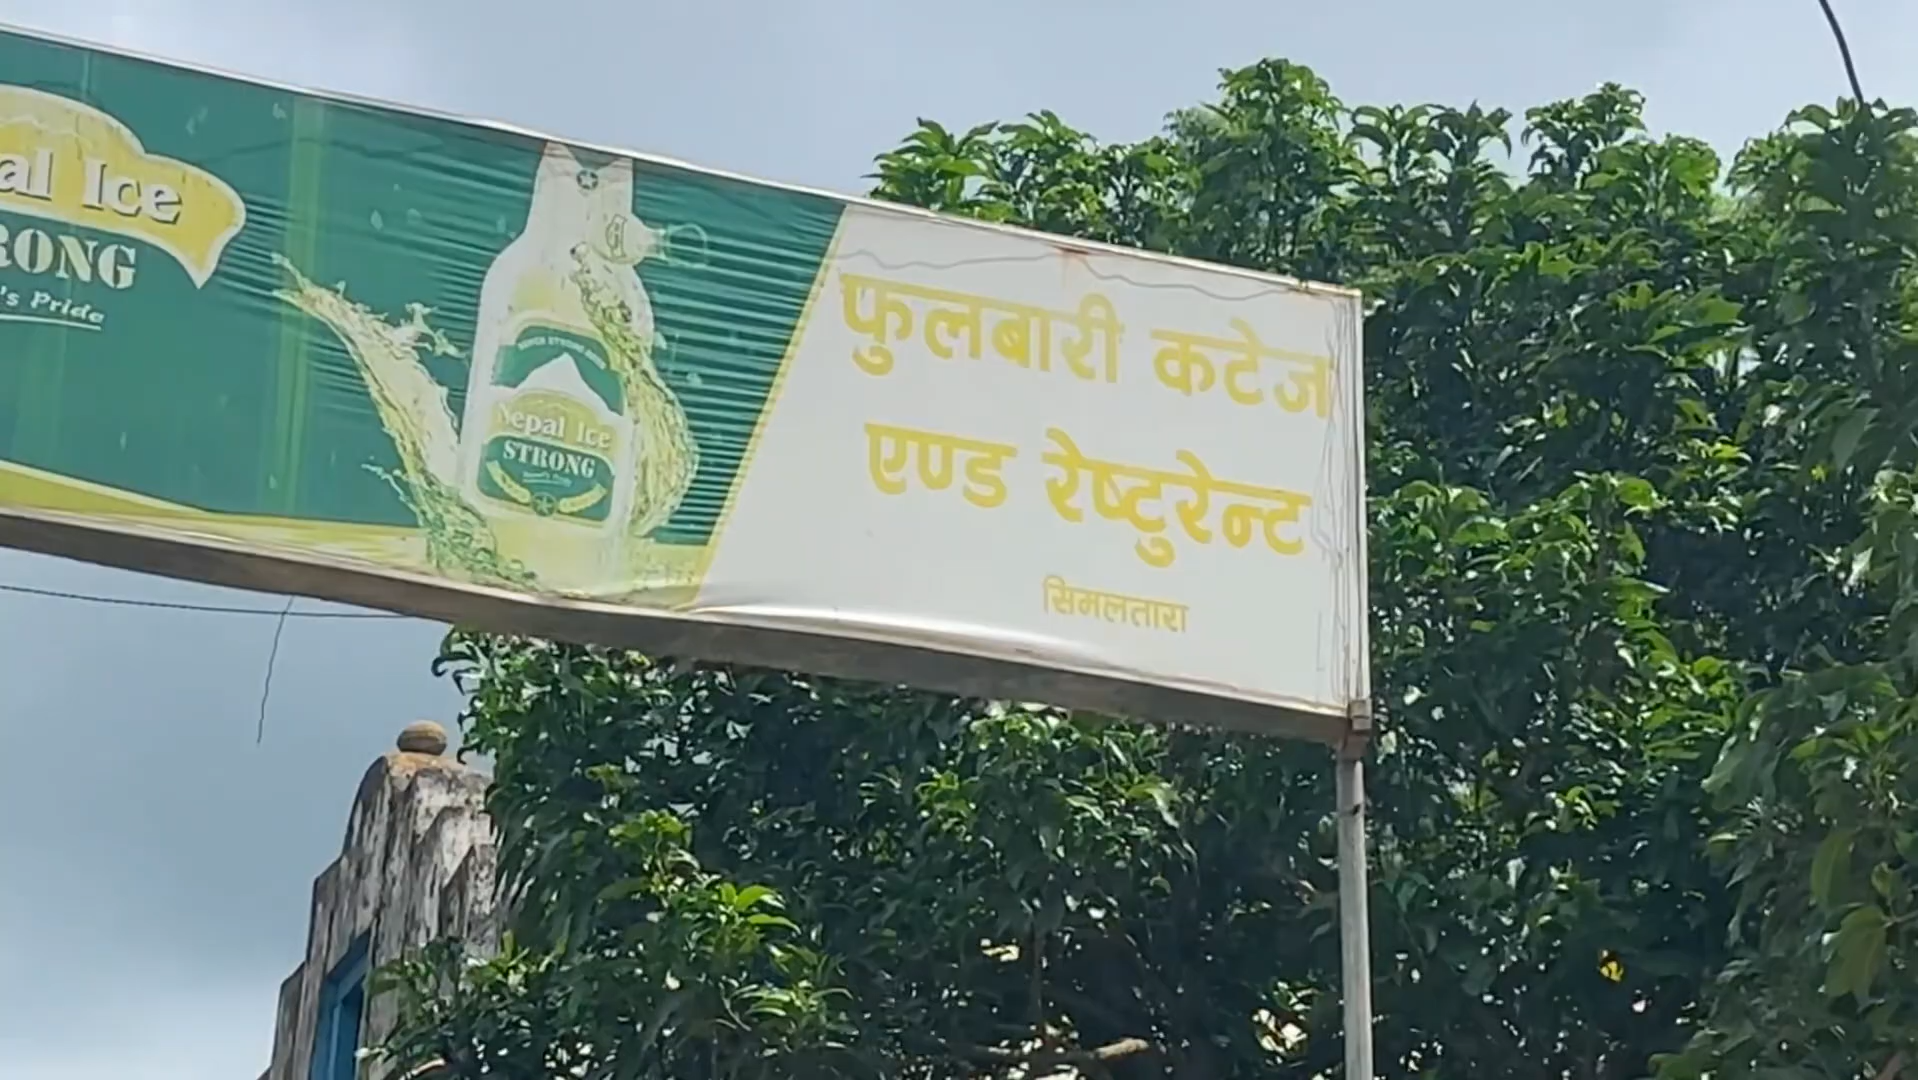 al Ice
RONG
's Pride
Nepal Ice
STRONG
फुलबारी कटेज
एण्ड रेष्टुरेन्ट
सिमलतारा